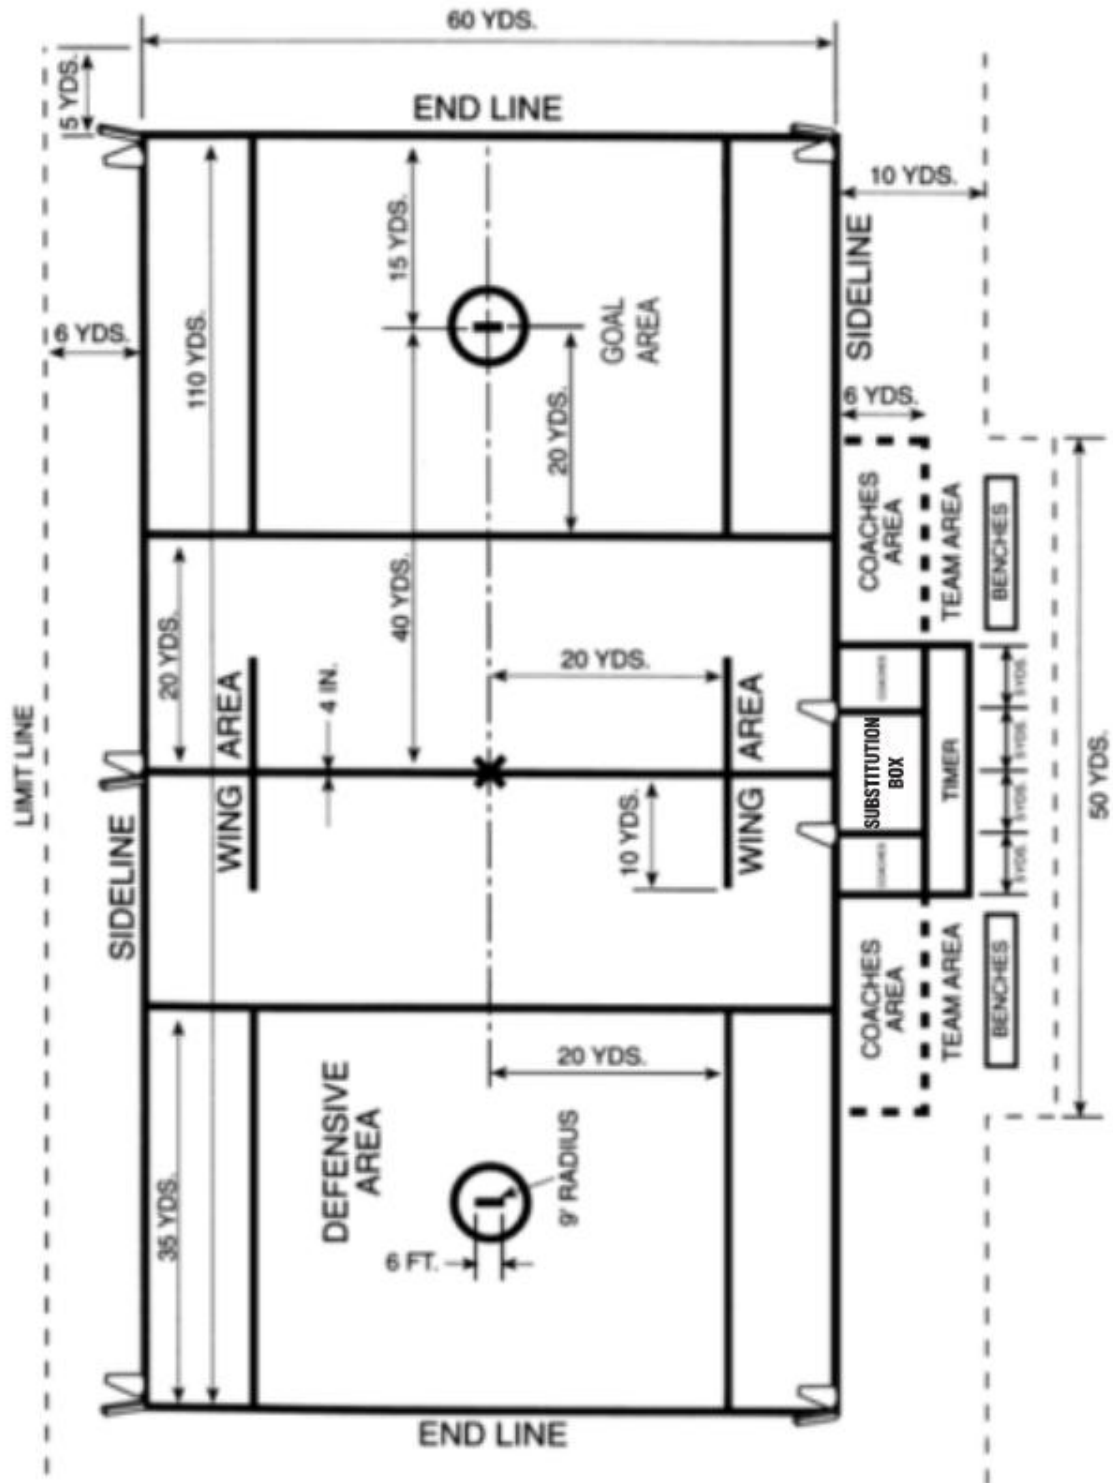 60 YDS.
5 YDS.
END LINE
10 YDS.
15 YDS.
SIDELINE
GOAL
AREA
6 YDS.
110 YDS.
6 YDS.
20 YDS.
COACHES
AREA
TEAM AREA
BENCHES
40 YDS.
20 YDS.
20 YDS.
4 IN.
WING AREA
WING AREA
COACHES
5 YDS.
5 YDS.
5 YDS.
5 YDS.
SUBSTITUTION
BOX
TIMER
50 YDS.
LIMIT LINE
SIDELINE
10 YDS.
COACHES
COACHES
AREA
TEAM AREA
BENCHES
20 YDS.
DEFENSIVE
AREA
9' RADIUS
35 YDS.
6 FT.
END LINE